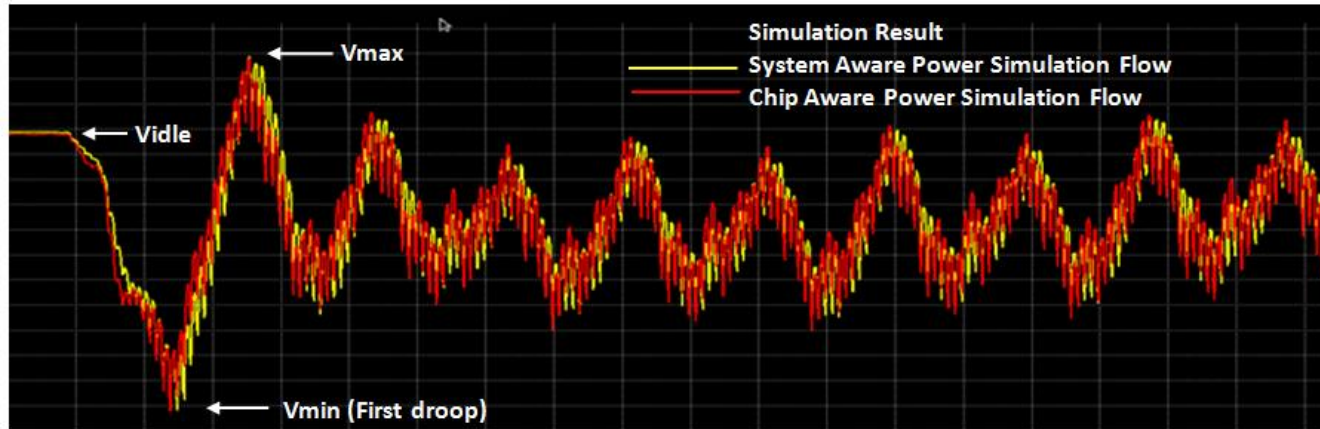 Simulation Result
System Aware Power Simulation Flow
Chip Aware Power Simulation Flow
Vmax
Vidle
Vmin (First droop)